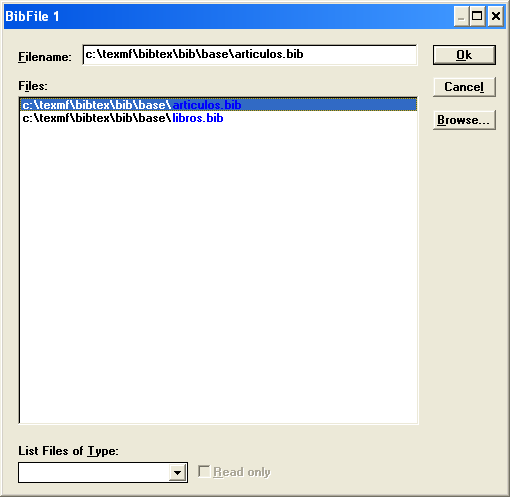 BibFile 1
Filename: c:\texmf\bibtex\bib\base\articulos.bib
Ok
Files:
Cancel
c:\texmf\bibtex\bib\base\articulos.bib
c:\texmf\bibtex\bib\base\libros.bib
Browse...
List Files of Type:
Read only